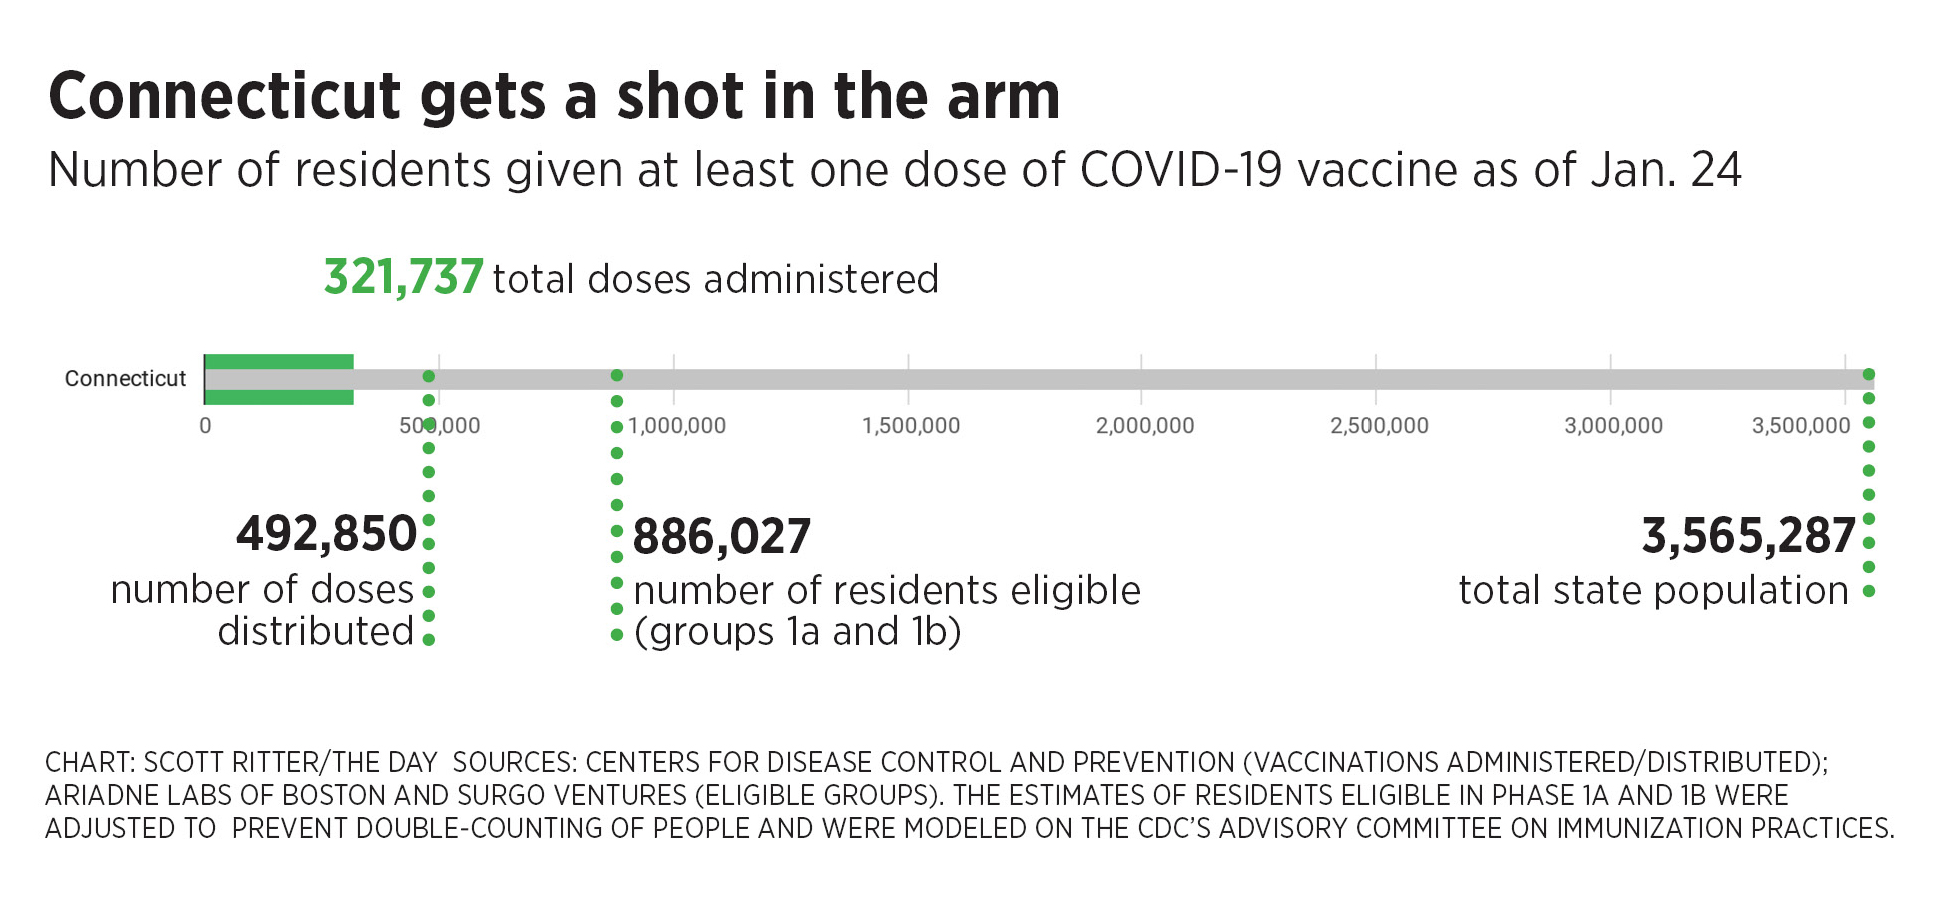 Connecticut gets a shot in the arm
Number of residents given at least one dose of COVID-19 vaccine as of Jan. 24
321,737 total doses administered
Connecticut
0 500,000 1,000,000 1,500,000 2,000,000 2,500,000 3,000,000 3,500,000
492,850
number of doses
distributed
886,027
number of residents eligible
(groups 1a and 1b)
3,565,287
total state population
CHART: SCOTT RITTER/THE DAY  SOURCES: CENTERS FOR DISEASE CONTROL AND PREVENTION (VACCINATIONS ADMINISTERED/DISTRIBUTED);
ARIADNE LABS OF BOSTON AND SURGO VENTURES (ELIGIBLE GROUPS). THE ESTIMATES OF RESIDENTS ELIGIBLE IN PHASE 1A AND 1B WERE
ADJUSTED TO  PREVENT DOUBLE-COUNTING OF PEOPLE AND WERE MODELED ON THE CDC’S ADVISORY COMMITTEE ON IMMUNIZATION PRACTICES.